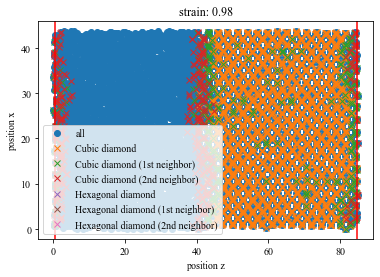 strain: 0.98
position x
40
30
20
10
0
all
Cubic diamond
Cubic diamond (1st neighbor)
Cubic diamond (2nd neighbor)
Hexagonal diamond
Hexagonal diamond (1st neighbor)
Hexagonal diamond (2nd neighbor)
0 20 40 60 80
position z